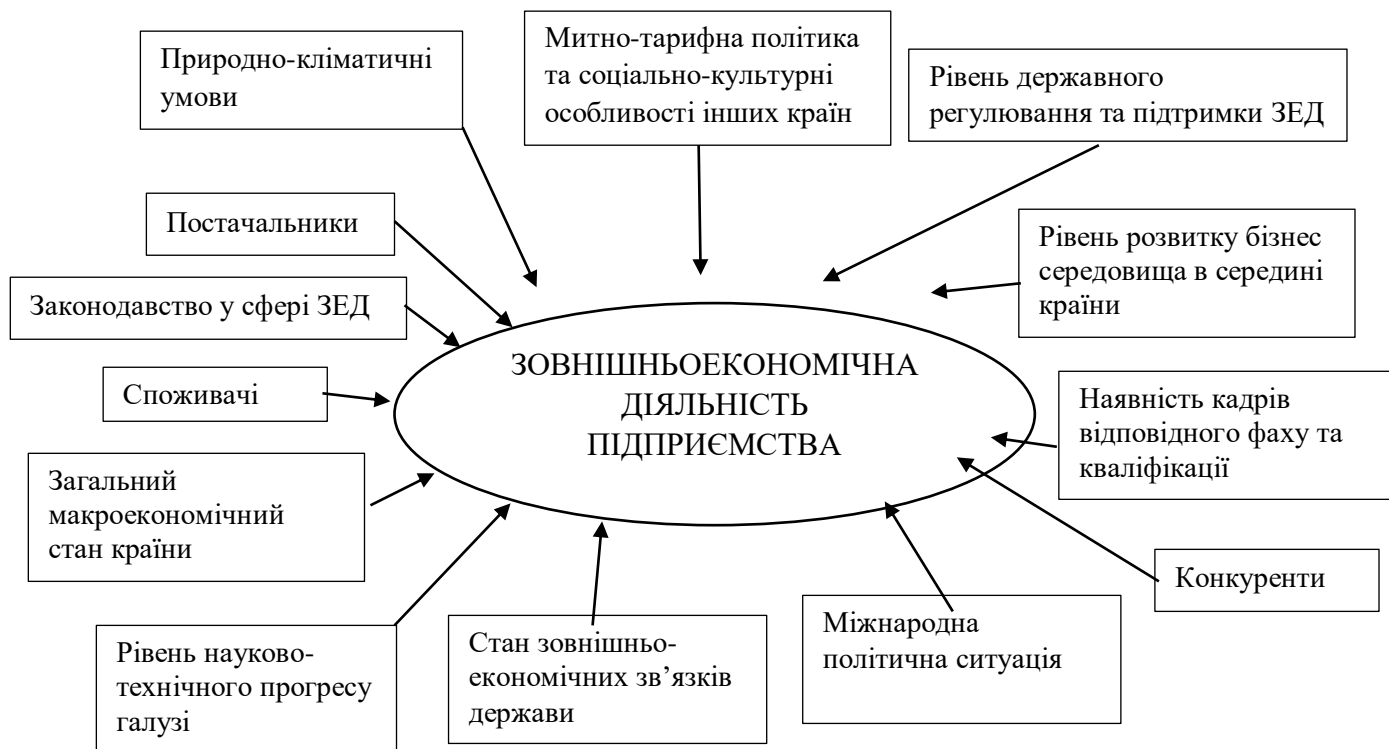 Природно-кліматичні
умови
Митно-тарифна політика
та соціально-культурні
особливості інших країн
Рівень державного
регулювання та підтримки ЗЕД
Постачальники
Рівень розвитку бізнес
середовища в середині
країни
Законодавство у сфері ЗЕД
ЗОВНІШНЬОЕКОНОМІЧНА
ДІЯЛЬНІСТЬ
ПІДПРИЄМСТВА
Споживачі
Наявність кадрів
відповідного фаху та
кваліфікації
Загальний
макроекономічний
стан країни
Конкуренти
Рівень науково-
технічного прогресу
галузі
Стан зовнішньо-
економічних зв’язків
держави
Міжнародна
політична ситуація